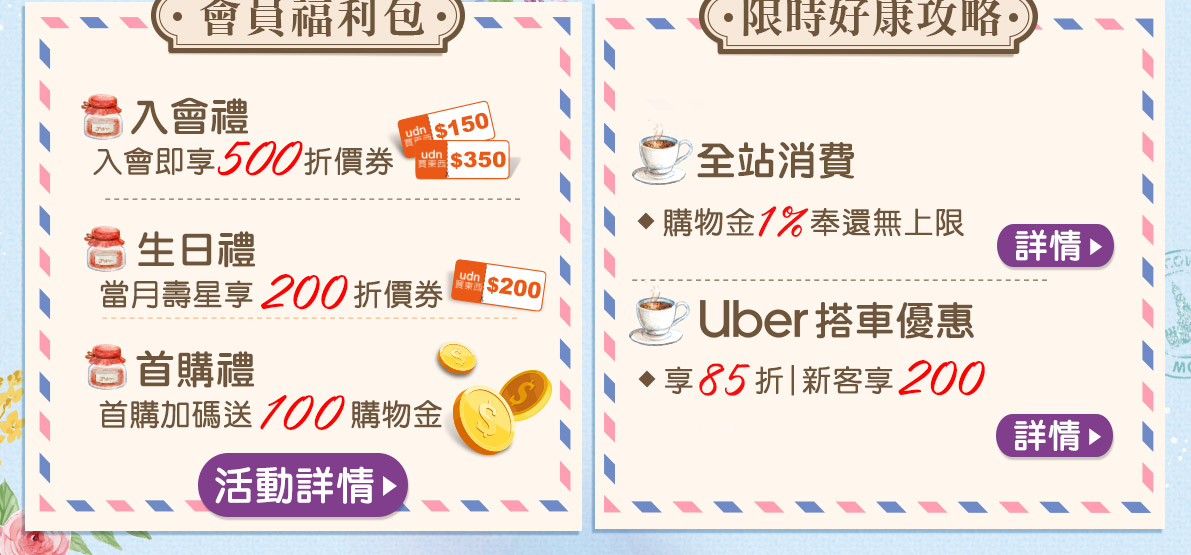 會員福利包
入會禮
入會即享500折價券
udn 買東西 $150
udn 買東西 $350
生日禮
當月壽星享200折價券
udn 買東西 $200
首購禮
首購加碼送100購物金
活動詳情
限時好康攻略
全站消費
購物金1%奉還無上限
詳情
Uber搭車優惠
享85折|新客享200
詳情